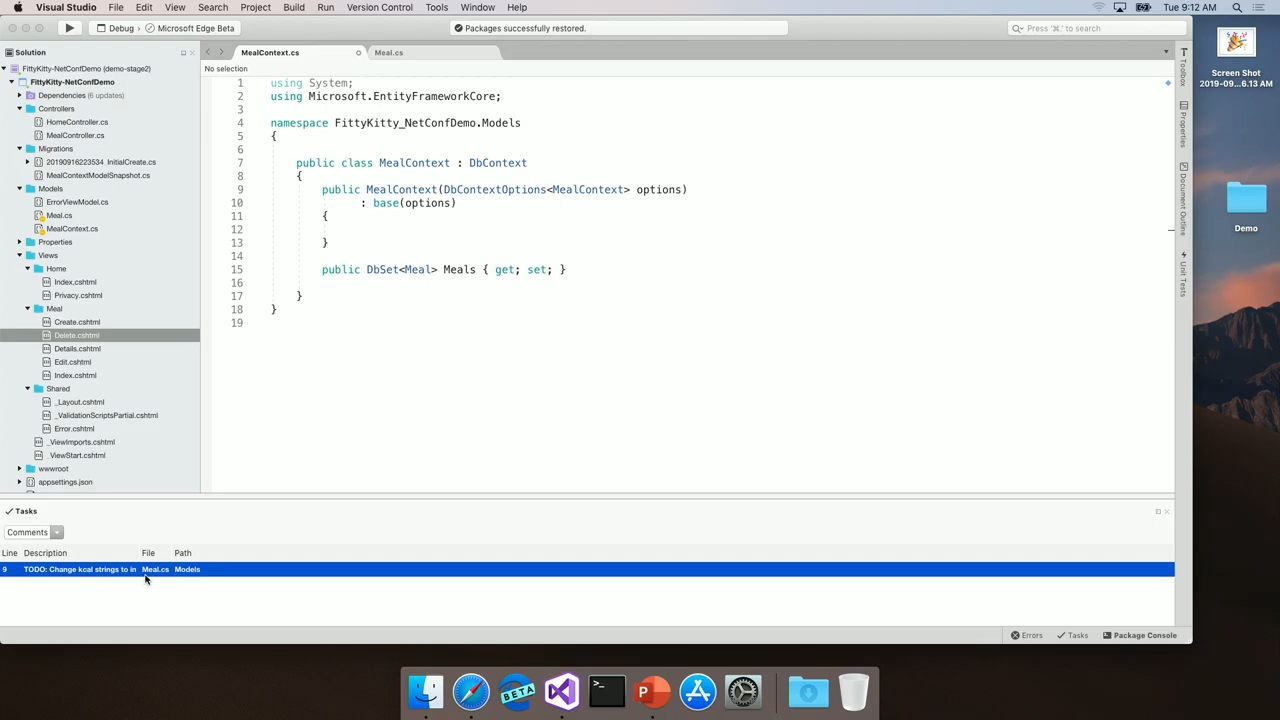 Visual Studio File Edit View Search Project Build Run Version Control Tools Window Help
Tue 9:12 AM
Debug Microsoft Edge Beta
Packages successfully restored.
Press '⌘.' to search
Solution
MealContext.cs
Meal.cs
No selection
FittyKitty-NetConfDemo (demo-stage2)
FittyKitty-NetConfDemo
Dependencies (6 updates)
Controllers
HomeController.cs
MealController.cs
Migrations
20190916223534_InitialCreate.cs
MealContextModelSnapshot.cs
Models
ErrorViewModel.cs
Meal.cs
MealContext.cs
Properties
Views
Home
Index.cshtml
Privacy.cshtml
Meal
Create.cshtml
Delete.cshtml
Details.cshtml
Edit.cshtml
Index.cshtml
Shared
_Layout.cshtml
_ValidationScriptsPartial.cshtml
Error.cshtml
_ViewImports.cshtml
_ViewStart.cshtml
wwwroot
appsettings.json
1 using System;
2 using Microsoft.EntityFrameworkCore;
3
4 namespace FittyKitty_NetConfDemo.Models
5 {
6
7 public class MealContext : DbContext
8 {
9 public MealContext(DbContextOptions<MealContext> options)
10 : base(options)
11 {
12
13 }
14
15 public DbSet<Meal> Meals { get; set; }
16
17 }
18 }
19
Toolbox
Properties
Document Outline
Unit Tests
Tasks
Comments
Line Description File Path
9 TODO: Change kcal strings to in Meal.cs Models
Errors Tasks Package Console
Screen Shot
2019-09...6.13 AM
Demo
BETA